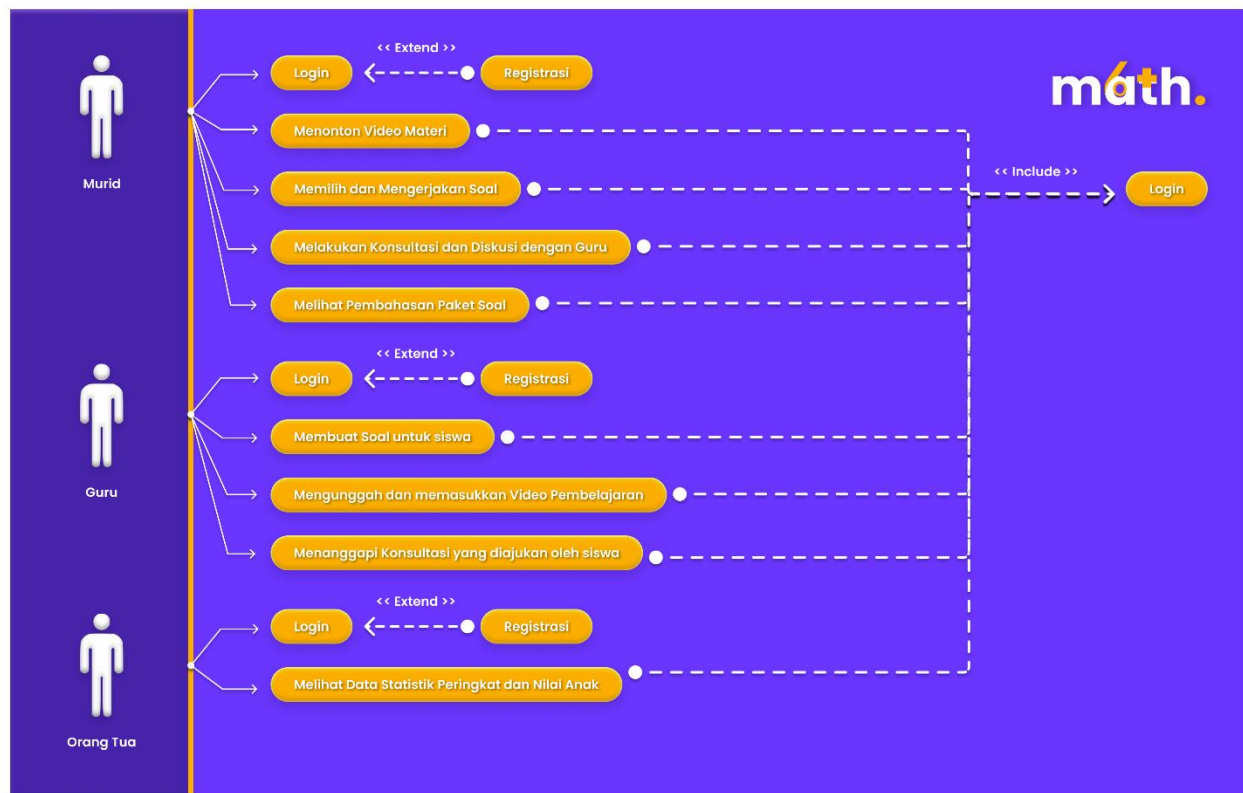 << Extend >>
Login
Registrasi
máth.
Menonton Video Materi
Murid
Memilih dan Mengerjakan Soal
<< Include >>
Login
Melakukan Konsultasi dan Diskusi dengan Guru
Melihat Pembahasan Paket Soal
<< Extend >>
Login
Registrasi
Membuat Soal untuk siswa
Guru
Mengunggah dan memasukkan Video Pembelajaran
Menanggapi Konsultasi yang diajukan oleh siswa
<< Extend >>
Login
Registrasi
Melihat Data Statistik Peringkat dan Nilai Anak
Orang Tua